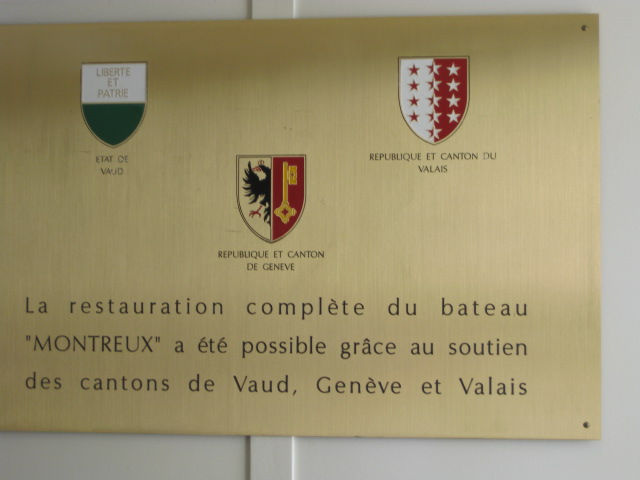 LIBERTE
ET
PATRIE
ETAT DE
VAUD
REPUBLIQUE ET CANTON DU
VALAIS
REPUBLIQUE ET CANTON
DE GENEVE
La restauration complète du bateau
"MONTREUX" a été possible grâce au soutien
des cantons de Vaud, Genève et Valais